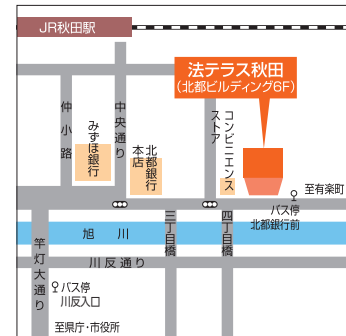 JR秋田駅
法テラス秋田
(北都ビルディング6F)
仲小路
中央通り
みずほ銀行
北都銀行
本店
コンビニエンス
ストア
至有楽町
バス停
北都銀行前
旭川
三丁目橋
四丁目橋
川反通り
竿灯大通り
バス停
川反入口
至県庁・市役所